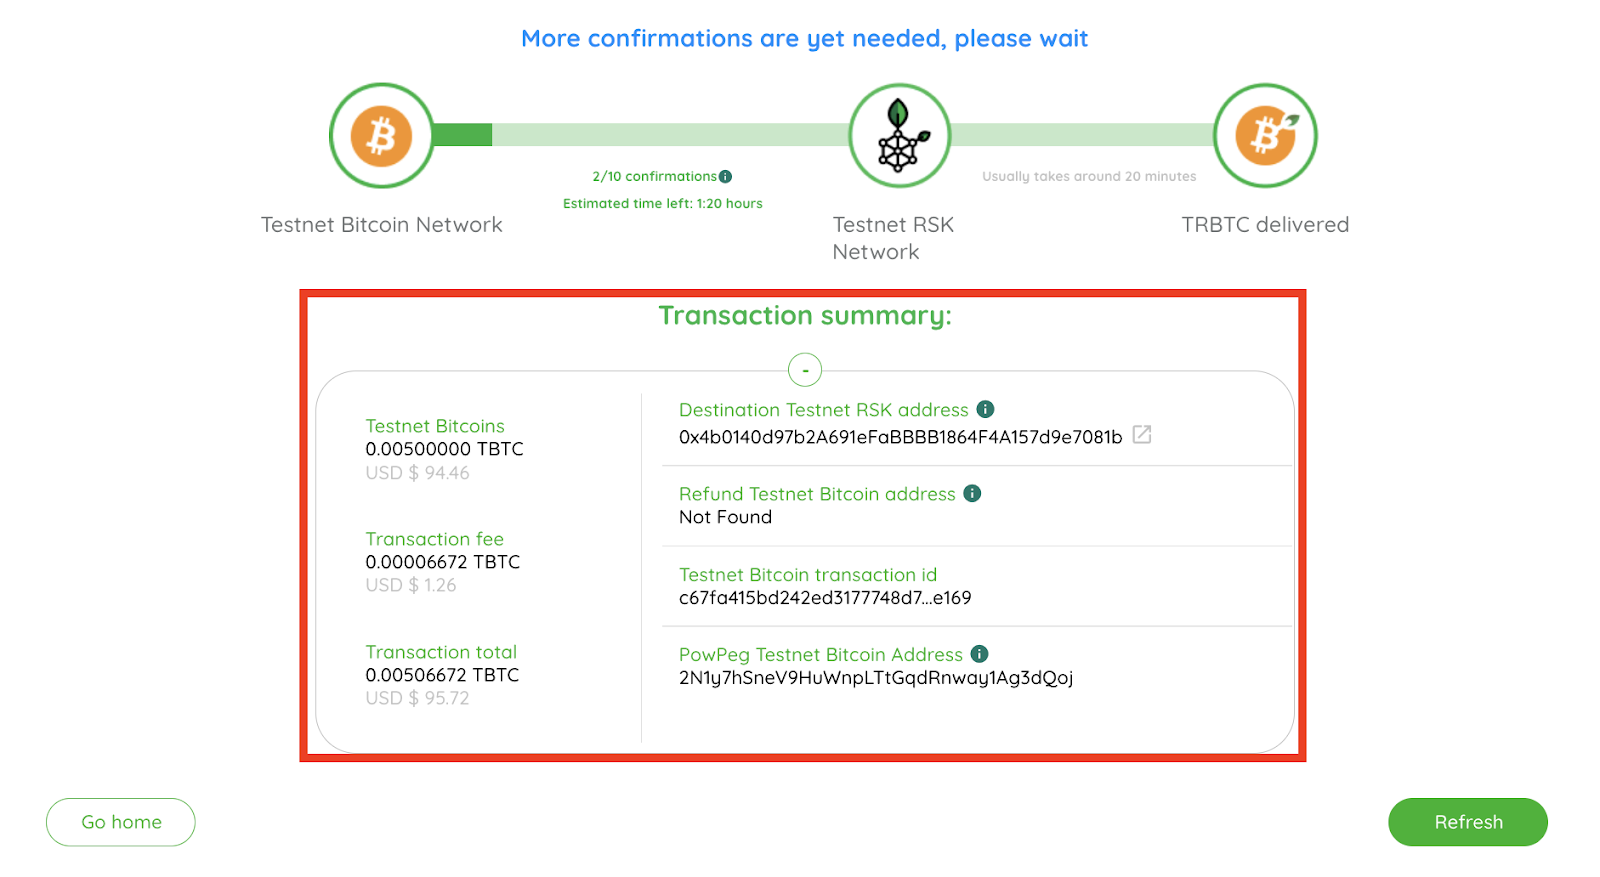 More confirmations are yet needed, please wait
2/10 confirmations
Usually takes around 20 minutes
Estimated time left: 1:20 hours
Testnet Bitcoin Network
Testnet RSK
Network
TRBTC delivered
Transaction summary:
-
Testnet Bitcoins
0.00500000 TBTC
USD $ 94.46
Transaction fee
0.00006672 TBTC
USD $ 1.26
Transaction total
0.00506672 TBTC
USD $ 95.72
Destination Testnet RSK address
0x4b0140d97b2A691eFaBBBB1864F4A157d9e7081b
Refund Testnet Bitcoin address
Not Found
Testnet Bitcoin transaction id
c67fa415bd242ed3177748d7...e169
PowPeg Testnet Bitcoin Address
2N1y7hSneV9HuWnpLTtGqdRnway1Ag3dQoj
Go home
Refresh